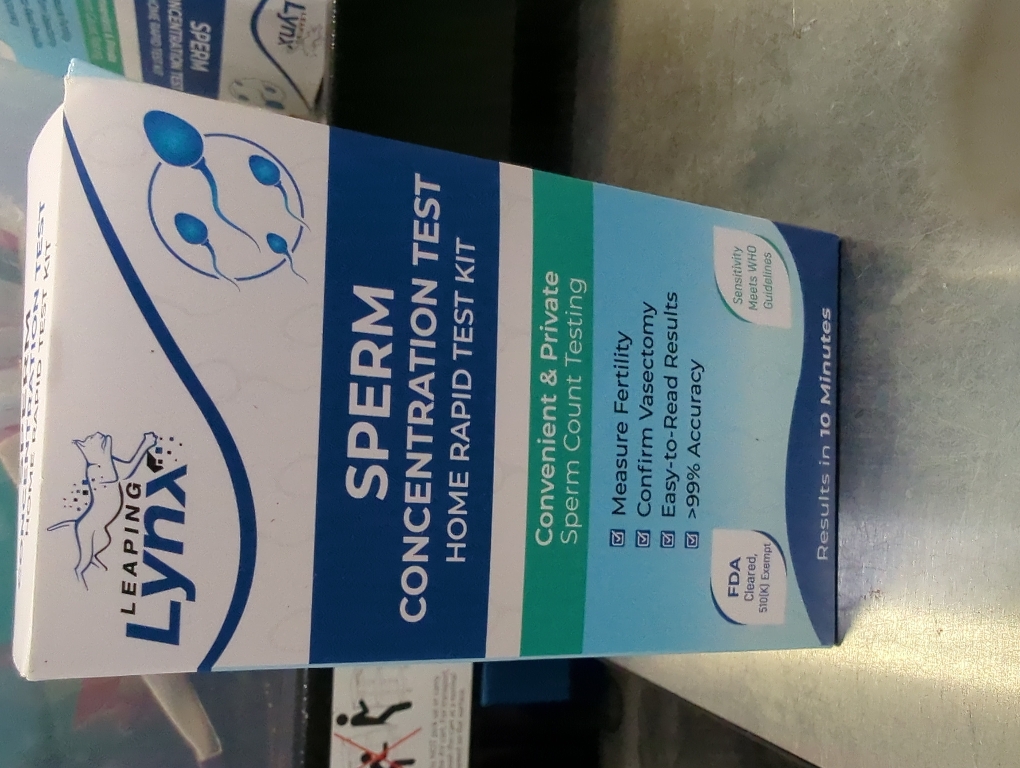 LEAPING
Lynx
SPERM
CONCENTRATION TEST
HOME RAPID TEST KIT
Convenient & Private
Sperm Count Testing
Measure Fertility
Confirm Vasectomy
Easy-to-Read Results
>99% Accuracy
FDA
Cleared,
510(K) Exempt
Sensitivity
Meets WHO
Guidelines
Results in 10 Minutes
SPERM
CONCENTRATION TEST
HOME RAPID TEST KIT
LEAPING
Lynx
SPERM